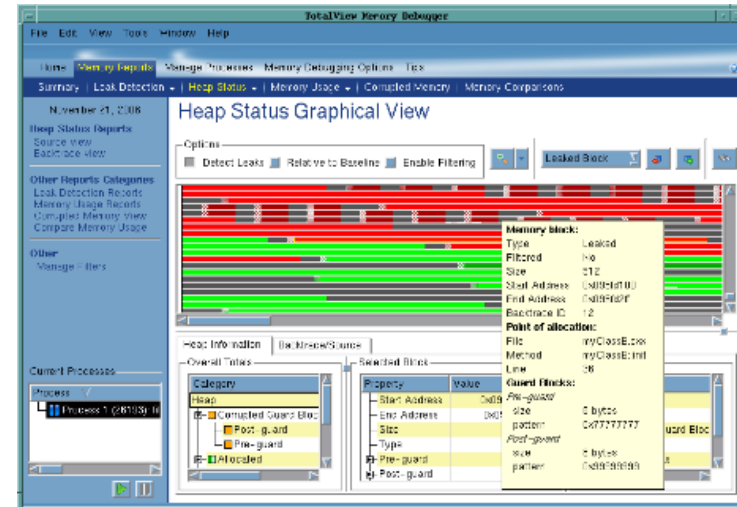 TotalView Memory Debugger
File Edit View Tools Window Help
Home Memory Reports Manage Processes Memory Debugging Options Tips
Summary | Leak Detection | Heap Status | Memory Usage | Corrupted Memory | Memory Comparisons
November 21, 2006
Heap Status Graphical View
Heap Status Reports
Source View
Backtrace View
Options
Detect Leaks Relative to Baseline Enable Filtering
Leaked Block
Other Reports Categories
Leak Detection Reports
Memory Usage Reports
Corrupted Memory View
Compare Memory Usage
Other
Manage Filters
Memory block:
Type Leaked
Filtered No
Size 512
Start Address
End Address
Backtrace ID 12
Point of allocation:
File myClassB.cxx
Method myClassB::init
Line 36
Guard Blocks:
Pre-guard
size 8 bytes
pattern 0x77777777
Post-guard
size 8 bytes
pattern 0x99999999
Heap Information Backtrace/Source
Overall Totals
Selected Block
Category
Heap
Corrupted Guard Bloc
Post-guard
Pre-guard
Allocated
Property Value
Start Address 0x09
End Address 0x09
Size
uard Bloc
Type
Pre-guard
Post-guard
Current Processes
Process
Process 1 (26193):